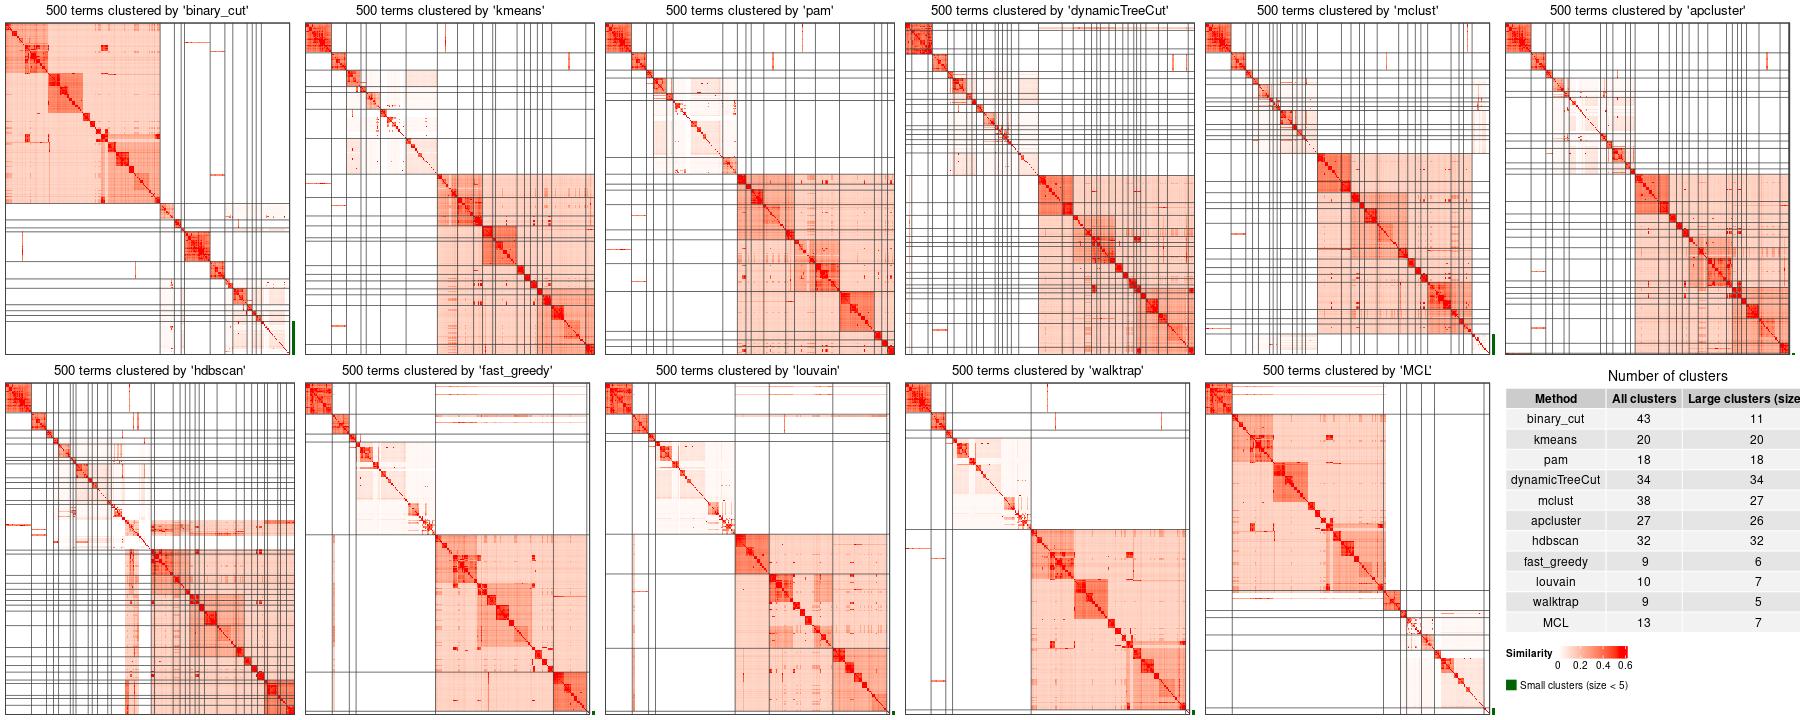 500 terms clustered by 'binary_cut'
500 terms clustered by 'kmeans'
500 terms clustered by 'pam'
500 terms clustered by 'dynamicTreeCut'
500 terms clustered by 'mclust'
500 terms clustered by 'apcluster'
500 terms clustered by 'hdbscan'
500 terms clustered by 'fast_greedy'
500 terms clustered by 'louvain'
500 terms clustered by 'walktrap'
500 terms clustered by 'MCL'
Number of clusters
Method All clusters Large clusters (size
binary_cut 43 11
kmeans 20 20
pam 18 18
dynamicTreeCut 34 34
mclust 38 27
apcluster 27 26
hdbscan 32 32
fast_greedy 9 6
louvain 10 7
walktrap 9 5
MCL 13 7
Similarity
0 0.2 0.4 0.6
Small clusters (size < 5)